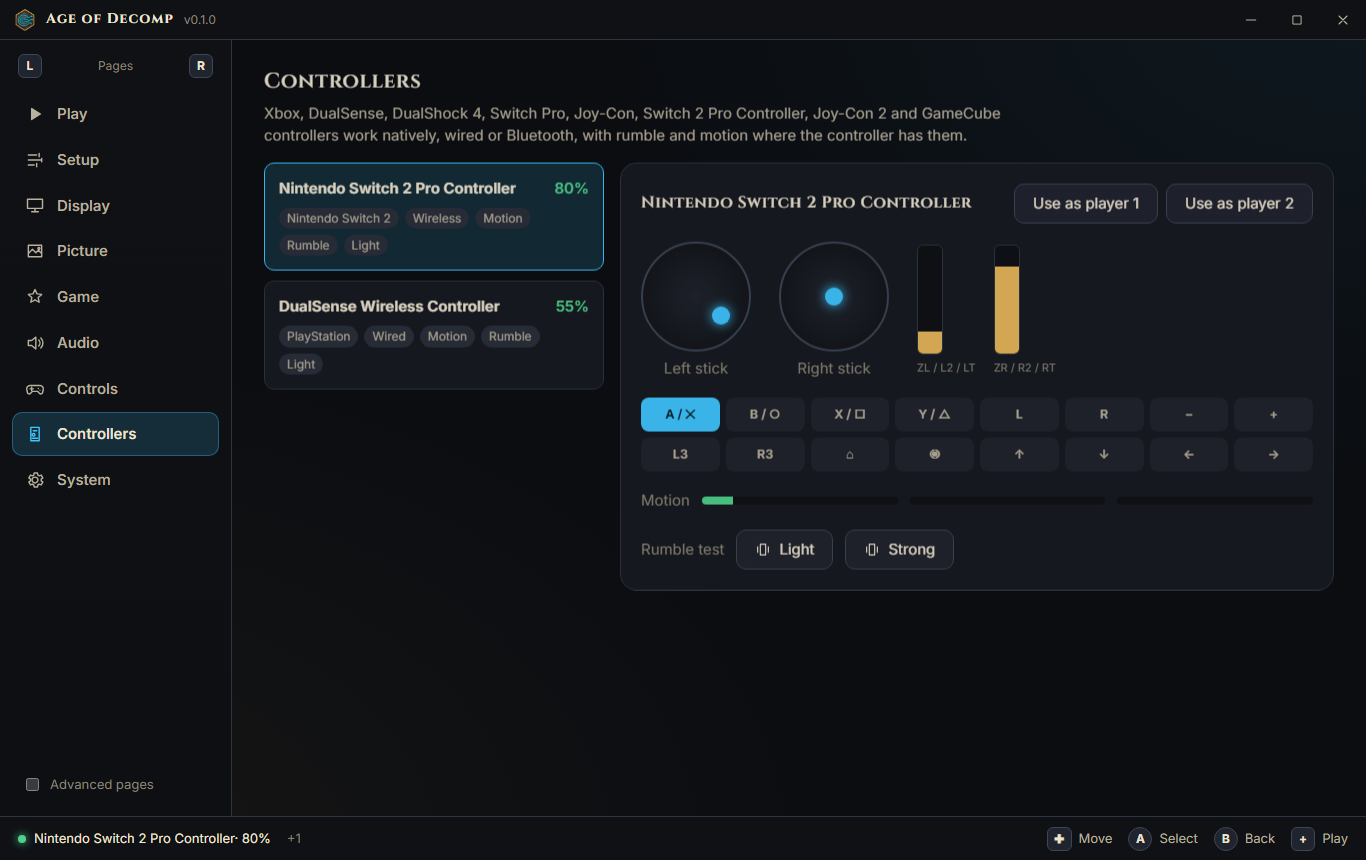 Age of Decomp v0.1.0
L Pages R
Play
Setup
Display
Picture
Game
Audio
Controls
Controllers
System
Advanced pages
Controllers
Xbox, DualSense, DualShock 4, Switch Pro, Joy-Con, Switch 2 Pro Controller, Joy-Con 2 and GameCube
controllers work natively, wired or Bluetooth, with rumble and motion where the controller has them.
Nintendo Switch 2 Pro Controller 80%
Nintendo Switch 2 Wireless Motion
Rumble Light
DualSense Wireless Controller 55%
PlayStation Wired Motion Rumble
Light
Nintendo Switch 2 Pro Controller Use as player 1 Use as player 2
Left stick Right stick ZL / L2 / LT ZR / R2 / RT
A / ✕ B / ○ X / □ Y / △ L R − +
L3 R3 ⌂ ↑ ↓ ← →
Motion
Rumble test Light Strong
Nintendo Switch 2 Pro Controller· 80% +1
Move A Select B Back + Play